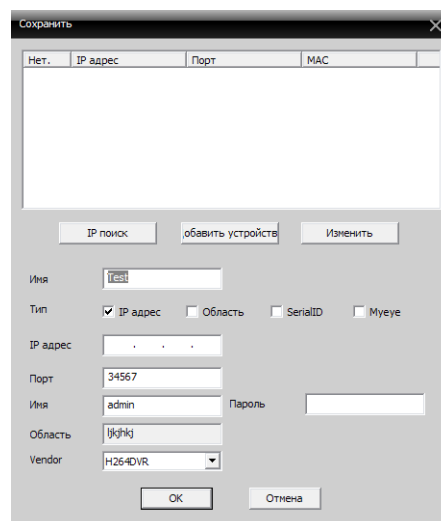 Сохранить
Нет. IP адрес Порт MAC
IP поиск обавить устройств Изменить
Имя Test
Тип IP адрес Область SerialID Myeye
IP адрес . . .
Порт 34567
Имя admin Пароль
Область ljkjhkj
Vendor H264DVR
OK Отмена